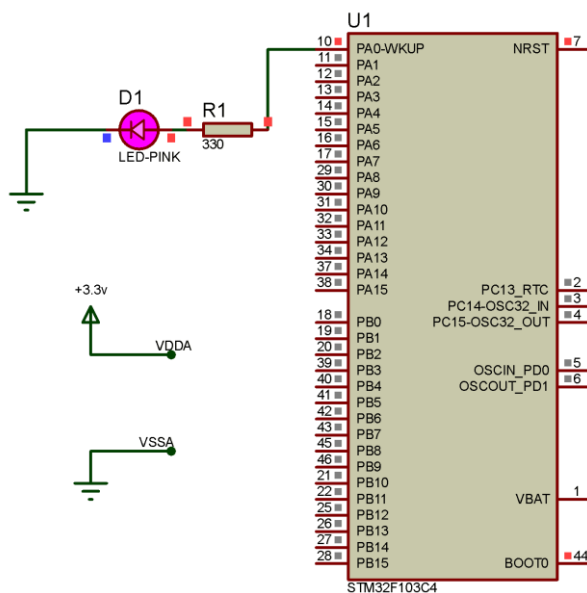 U1
10 PA0-WKUP NRST 7
11 PA1
12 PA2
13 PA3
14 PA4
15 PA5
16 PA6
17 PA7
29 PA8
30 PA9
31 PA10
32 PA11
33 PA12
34 PA13
37 PA14
38 PA15
PC13_RTC 2
PC14-OSC32_IN 3
PC15-OSC32_OUT 4
18 PB0
19 PB1
20 PB2
39 PB3
40 PB4
41 PB5
42 PB6
43 PB7
45 PB8
46 PB9
21 PB10
22 PB11
25 PB12
26 PB13
27 PB14
28 PB15
OSCIN_PD0 5
OSCOUT_PD1 6
VBAT 1
BOOT0 44
STM32F103C4
D1
LED-PINK
R1
330
+3.3v
VDDA
VSSA